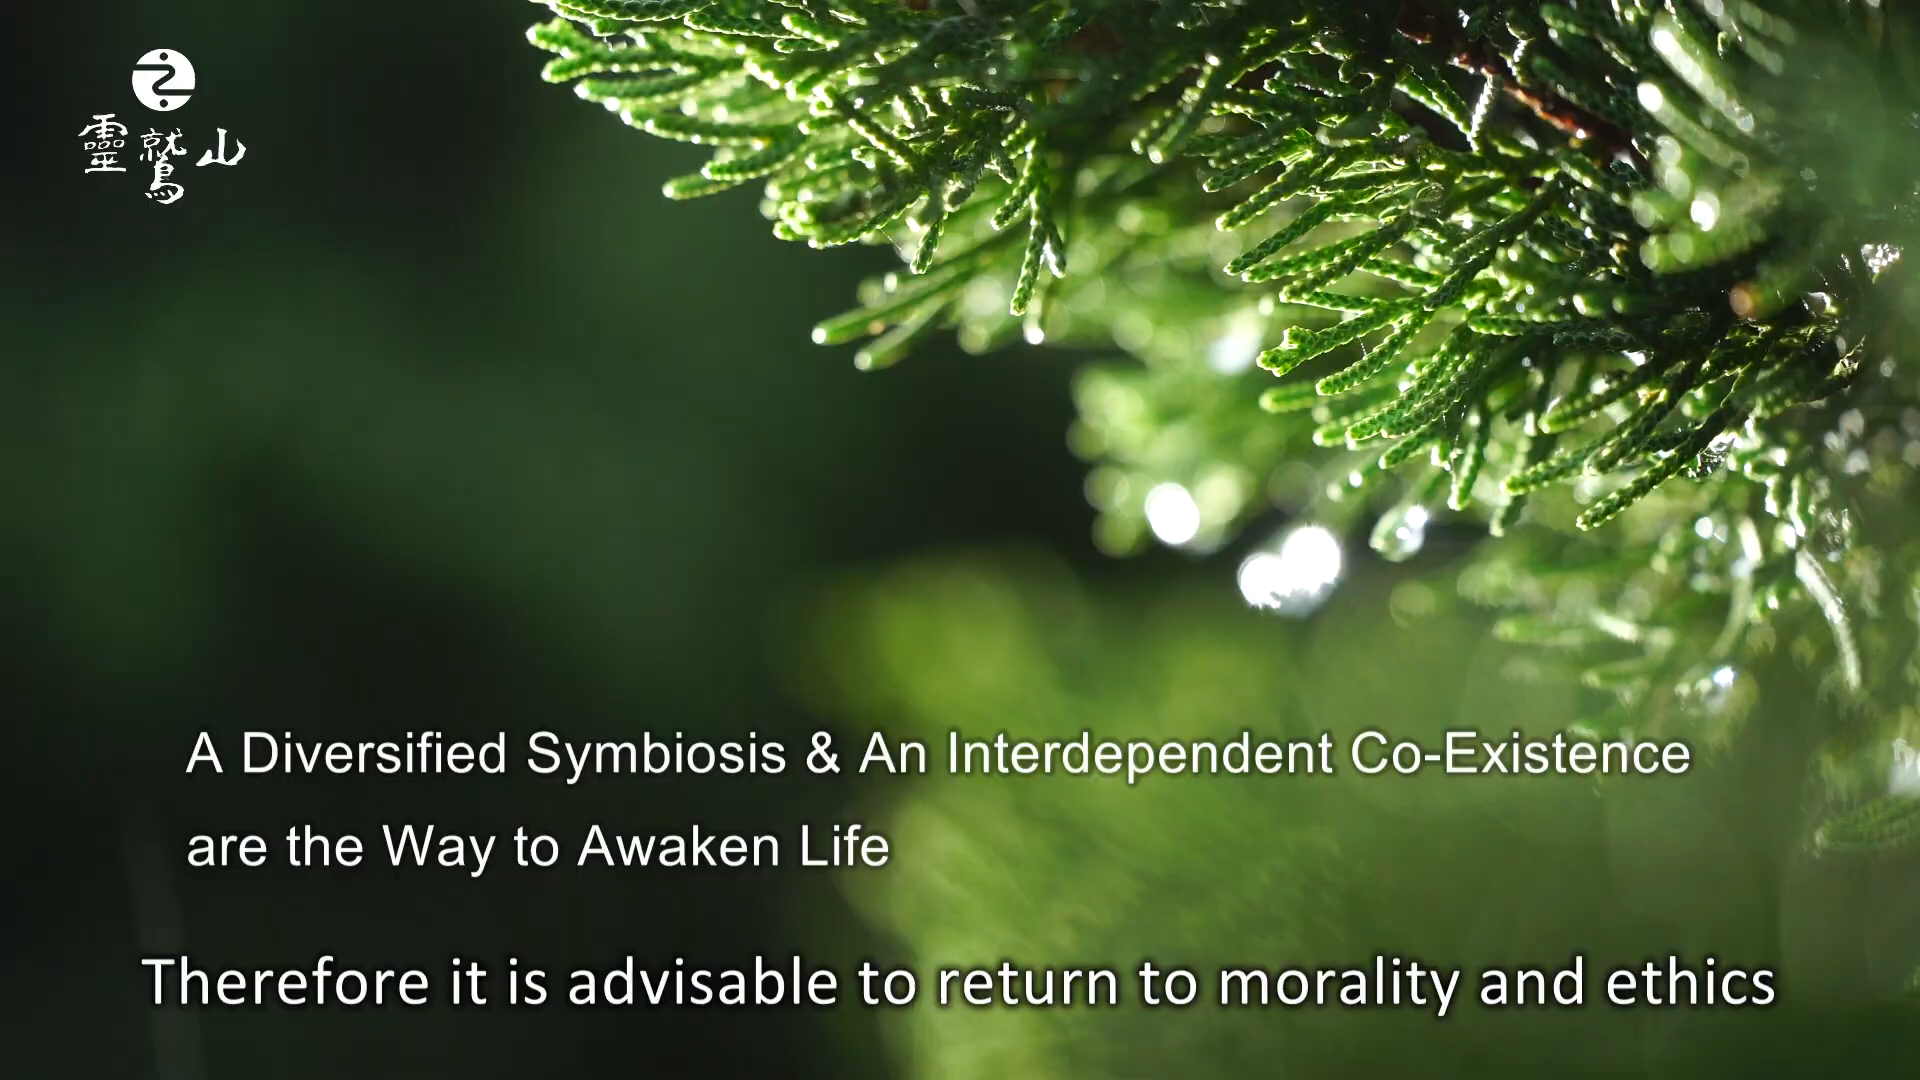 靈鷲山
A Diversified Symbiosis & An Interdependent Co-Existence
are the Way to Awaken Life
Therefore it is advisable to return to morality and ethics